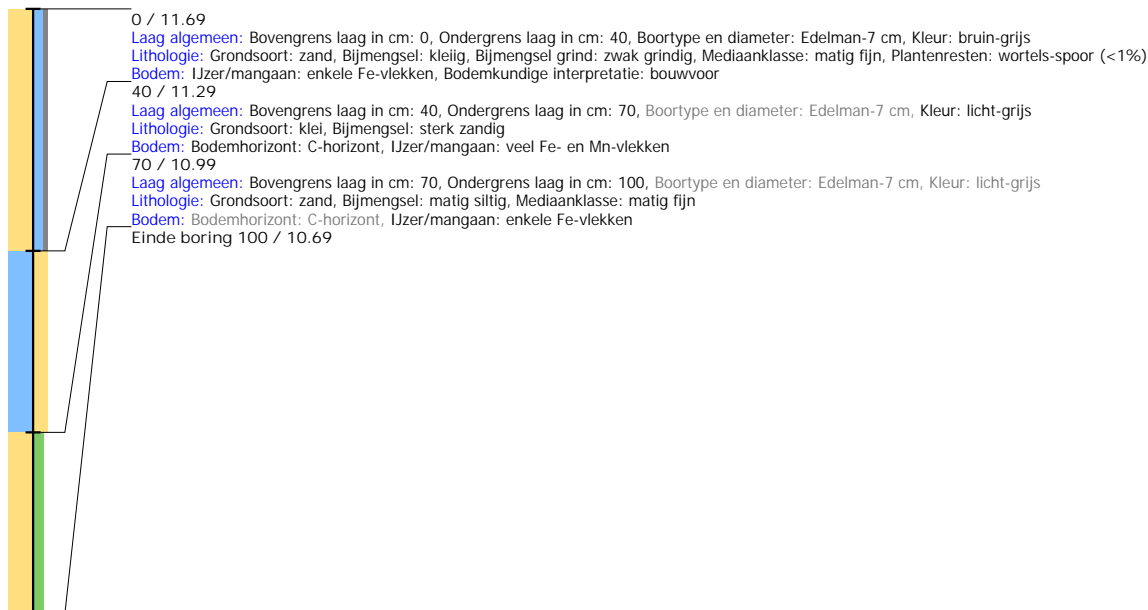 0 / 11.69
Laag algemeen: Bovengrens laag in cm: 0, Ondergrens laag in cm: 40, Boortype en diameter: Edelman-7 cm, Kleur: bruin-grijs
Lithologie: Grondsoort: zand, Bijmengsel: kleiig, Bijmengsel grind: zwak grindig, Mediaanklasse: matig fijn, Plantenresten: wortels-spoor (<1%)
Bodem: IJzer/mangaan: enkele Fe-vlekken, Bodemkundige interpretatie: bouwvoor
40 / 11.29
Laag algemeen: Bovengrens laag in cm: 40, Ondergrens laag in cm: 70, Boortype en diameter: Edelman-7 cm, Kleur: licht-grijs
Lithologie: Grondsoort: klei, Bijmengsel: sterk zandig
Bodem: Bodemhorizont: C-horizont, IJzer/mangaan: veel Fe- en Mn-vlekken
70 / 10.99
Laag algemeen: Bovengrens laag in cm: 70, Ondergrens laag in cm: 100, Boortype en diameter: Edelman-7 cm, Kleur: licht-grijs
Lithologie: Grondsoort: zand, Bijmengsel: matig siltig, Mediaanklasse: matig fijn
Bodem: Bodemhorizont: C-horizont, IJzer/mangaan: enkele Fe-vlekken
Einde boring 100 / 10.69